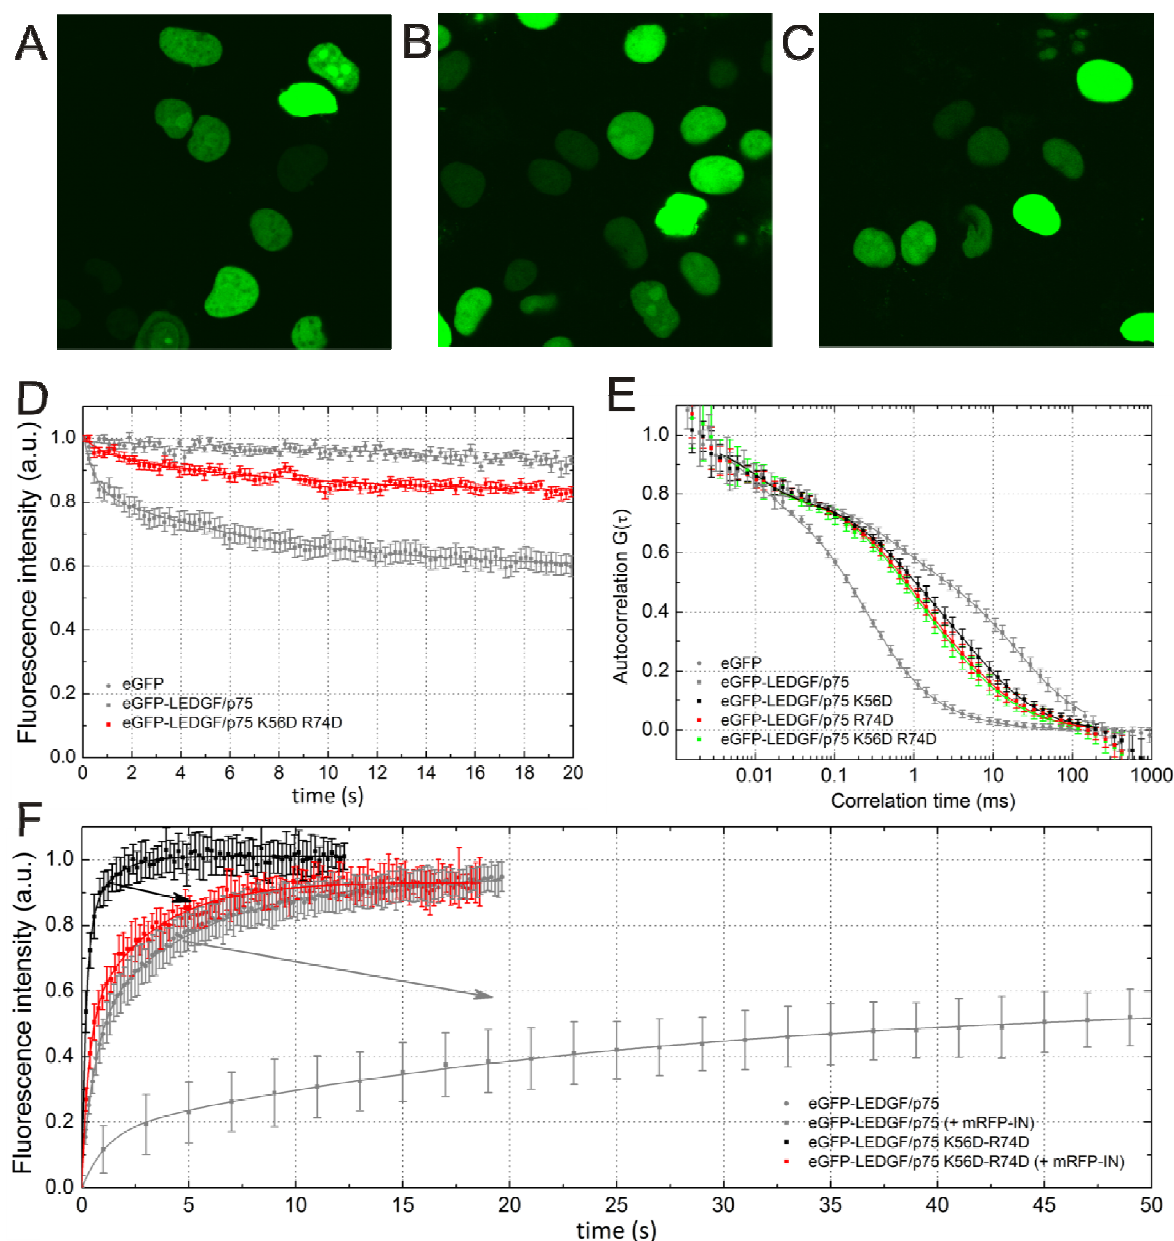 A
B
C
D
Fluorescence intensity (a.u.)
1.0
0.8
0.6
0.4
0.2
0.0
eGFP
eGFP-LEDGF/p75
eGFP-LEDGF/p75 K56D R74D
0 2 4 6 8 10 12 14 16 18 20
time (s)
E
Autocorrelation G(τ)
1.0
0.8
0.6
0.4
0.2
0.0
eGFP
eGFP-LEDGF/p75
eGFP-LEDGF/p75 K56D
eGFP-LEDGF/p75 R74D
eGFP-LEDGF/p75 K56D R74D
0.01 0.1 1 10 100 1000
Correlation time (ms)
F
Fluorescence intensity (a.u.)
1.0
0.8
0.6
0.4
0.2
0.0
eGFP-LEDGF/p75
eGFP-LEDGF/p75 (+ mRFP-IN)
eGFP-LEDGF/p75 K56D-R74D
eGFP-LEDGF/p75 K56D-R74D (+ mRFP-IN)
0 5 10 15 20 25 30 35 40 45 50
time (s)